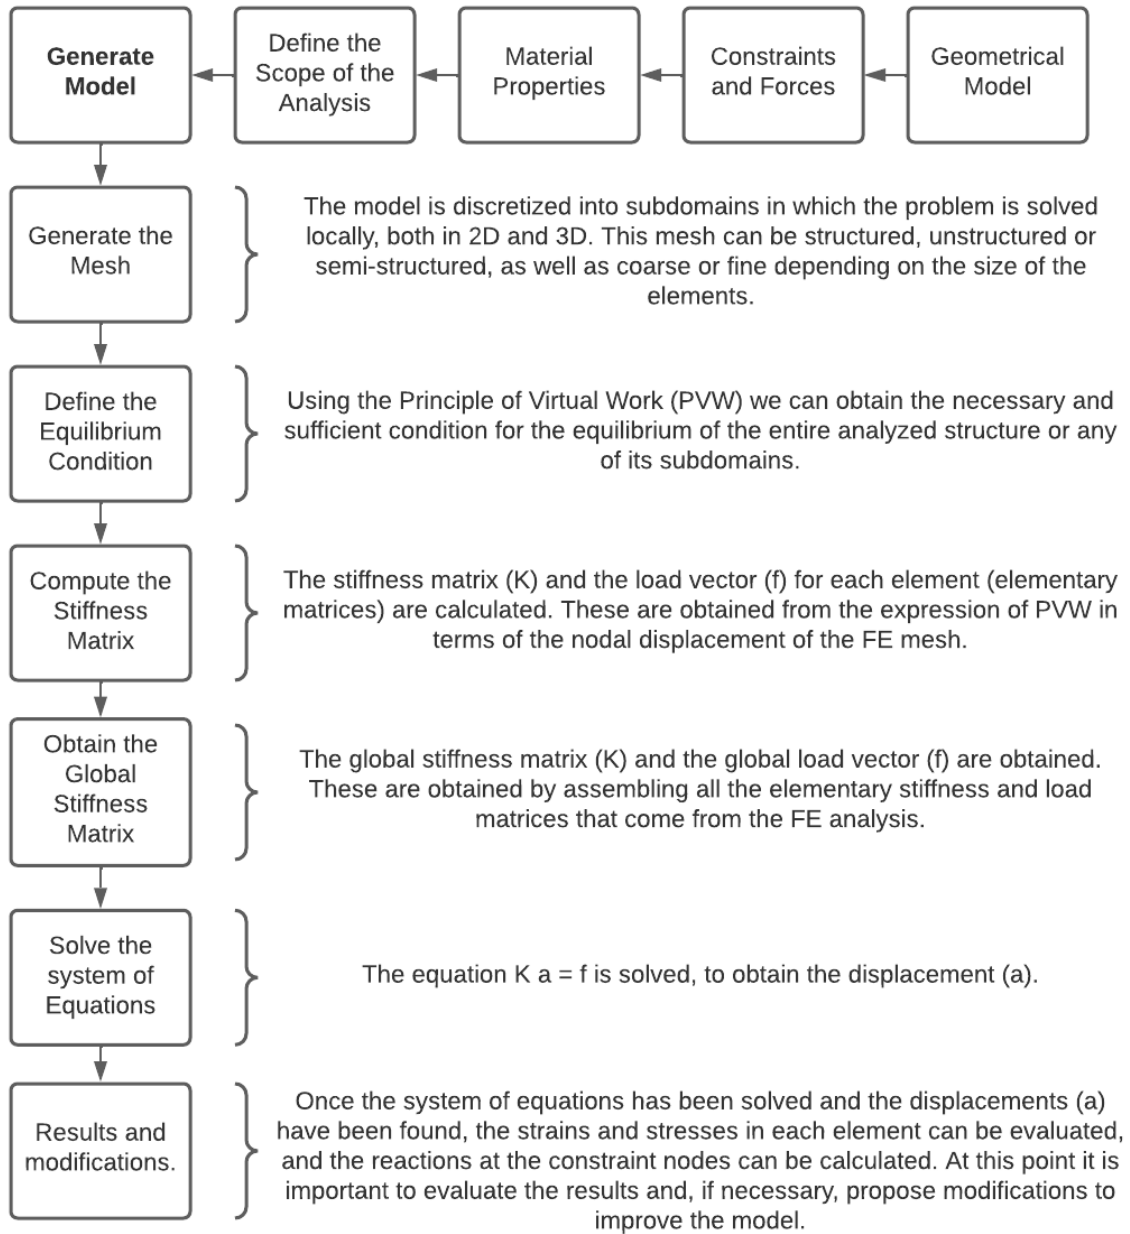 Generate
Model
Define the
Scope of the
Analysis
Material
Properties
Constraints
and Forces
Geometrical
Model
Generate the
Mesh
The model is discretized into subdomains in which the problem is solved
locally, both in 2D and 3D. This mesh can be structured, unstructured or
semi-structured, as well as coarse or fine depending on the size of the
elements.
Define the
Equilibrium
Condition
Using the Principle of Virtual Work (PVW) we can obtain the necessary and
sufficient condition for the equilibrium of the entire analyzed structure or any
of its subdomains.
Compute the
Stiffness
Matrix
The stiffness matrix (K) and the load vector (f) for each element (elementary
matrices) are calculated. These are obtained from the expression of PVW in
terms of the nodal displacement of the FE mesh.
Obtain the
Global
Stiffness
Matrix
The global stiffness matrix (K) and the global load vector (f) are obtained.
These are obtained by assembling all the elementary stiffness and load
matrices that come from the FE analysis.
Solve the
system of
Equations
The equation K a = f is solved, to obtain the displacement (a).
Results and
modifications.
Once the system of equations has been solved and the displacements (a)
have been found, the strains and stresses in each element can be evaluated,
and the reactions at the constraint nodes can be calculated. At this point it is
important to evaluate the results and, if necessary, propose modifications to
improve the model.